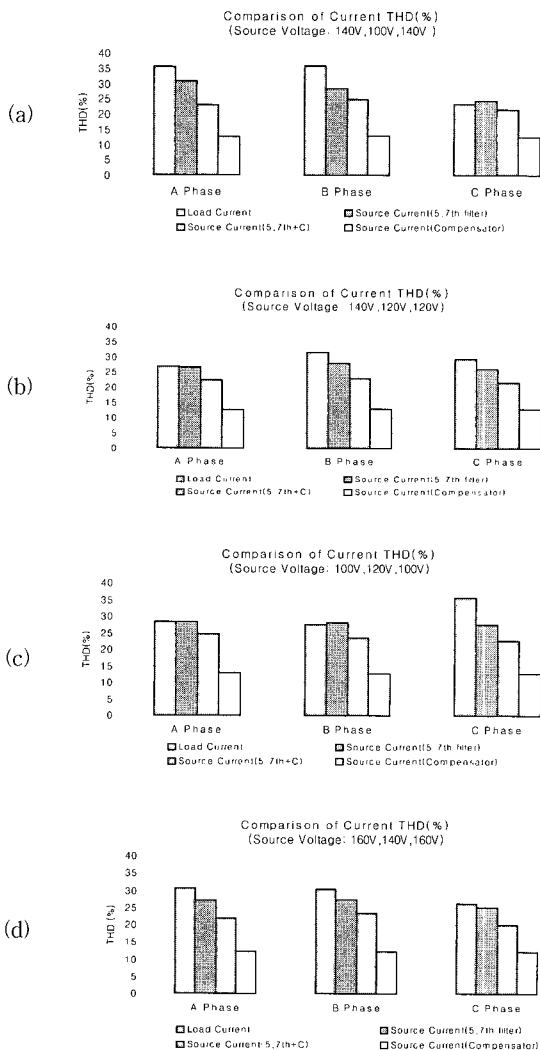 Comparison of Current THD(%)
(Source Voltage: 140V,100V,140V )
(a)
THD(%)
40
35
30
25
20
15
10
5
0
A Phase
B Phase
C Phase
Load Current
Source Current(5,7th filter)
Source Current(5,7th+C)
Source Current(Compensator)
Comparison of Current THD(%)
(Source Voltage: 140V,120V,120V)
(b)
THD(%)
40
35
30
25
20
15
10
5
0
A Phase
B Phase
C Phase
Load Current
Source Current(5 7th filter)
Source Current(5 7th+C)
Source Current(Compensator)
Comparison of Current THD(%)
(Source Voltage: 100V,120V,100V)
(c)
THD(%)
40
35
30
25
20
15
10
5
0
A Phase
B Phase
C Phase
Load Current
Source Current(5 7th filter)
Source Current(5 7th+C)
Source Current(Compensator)
Comparison of Current THD(%)
(Source Voltage: 160V,140V,160V)
(d)
THD (%)
40
35
30
25
20
15
10
5
0
A Phase
B Phase
C Phase
Load Current
Source Current(5,7th filter)
Source Current 5,7th+C)
Source Current(Compensator)